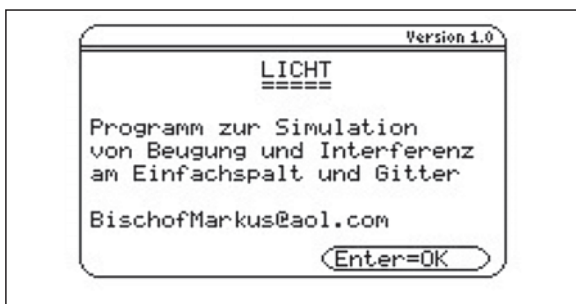 Version 1.0
LICHT
=====
Programm zur Simulation
von Beugung und Interferenz
am Einfachspalt und Gitter
BischofMarkus@aol.com
Enter=OK